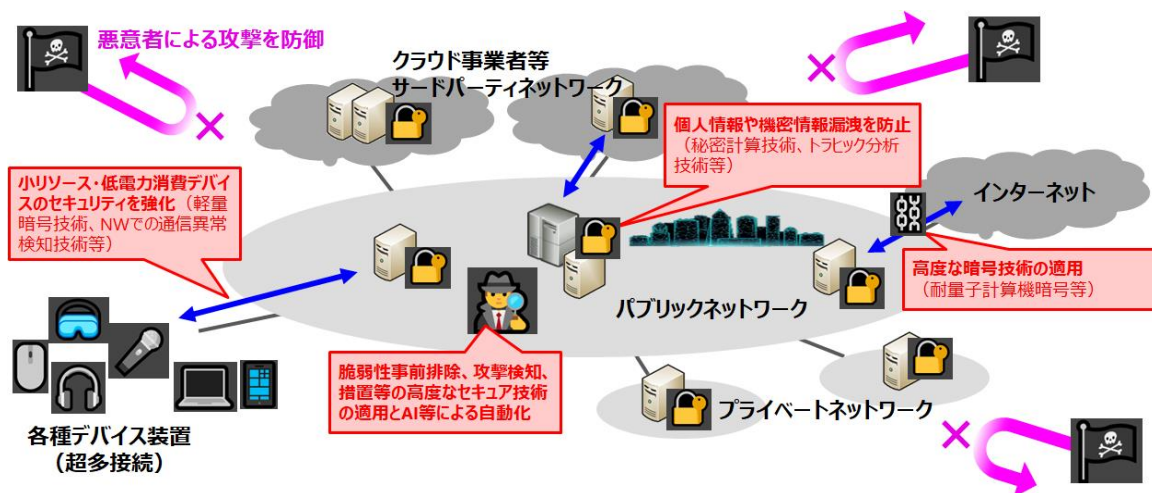 悪意者による攻撃を防御
クラウド事業者等
サードパーティネットワーク
個人情報や機密情報漏洩を防止
（秘密計算技術、トラヒック分析
技術等）
小リソース・低電力消費デバイ
スのセキュリティを強化（軽量
暗号技術、NWでの通信異常
検知技術等）
インターネット
高度な暗号技術の適用
（耐量子計算機暗号等）
パブリックネットワーク
脆弱性事前排除、攻撃検知、
措置等の高度なセキュア技術
の適用とAI等による自動化
プライベートネットワーク
各種デバイス装置
（超多接続）